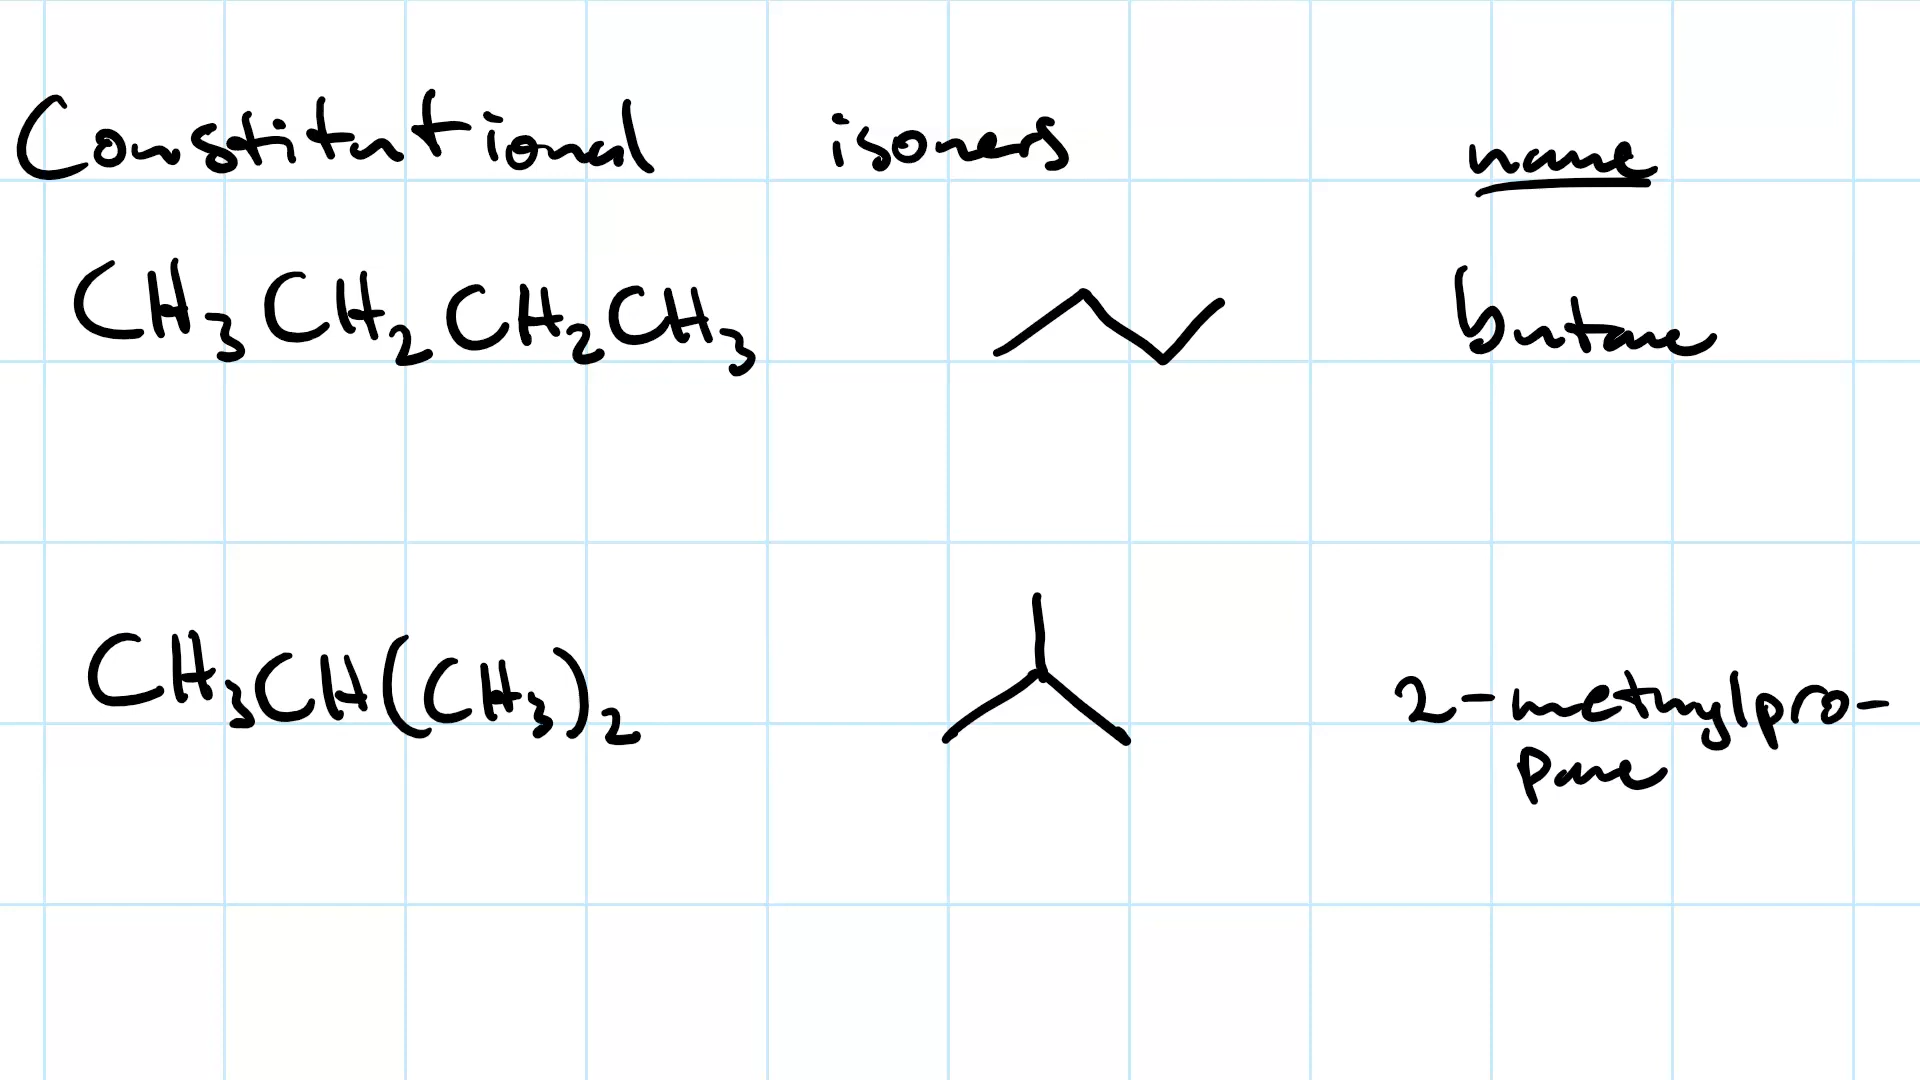 Constitutional isomers name
CH₃CH₂CH₂CH₃ butane
CH₃CH(CH₃)₂ 2-methylpro-
pane